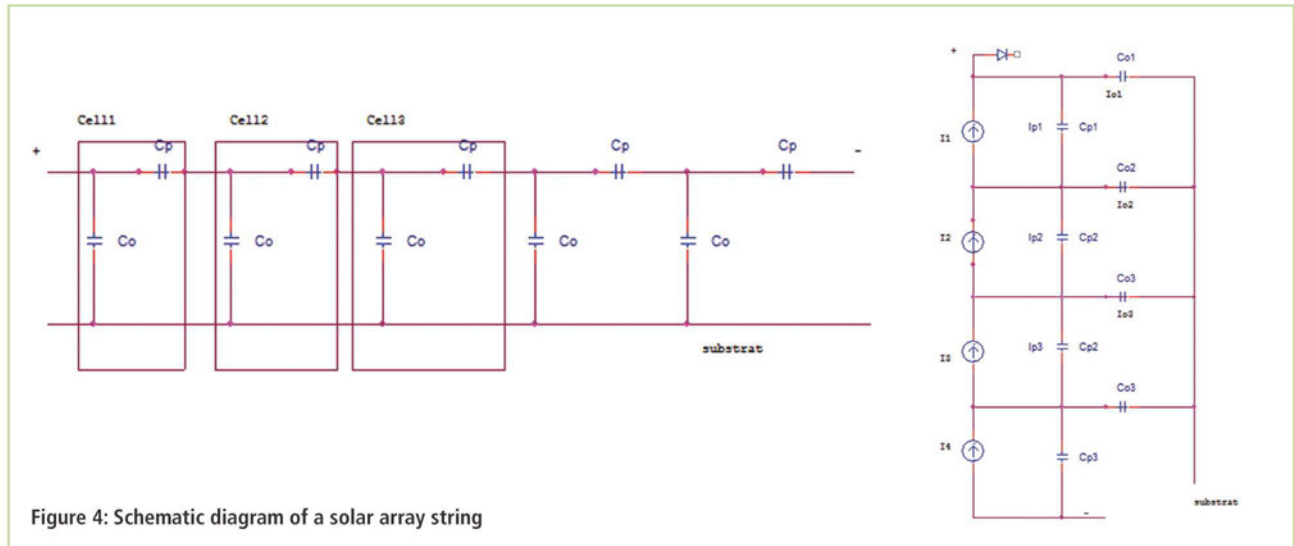 Cell1 Cell2 Cell3
+ Cp Cp Cp Cp Cp -
Co Co Co Co Co
substrat
+ Co1
Io1
I1 Ip1 Cp1
Co2
Io2
I2 Ip2 Cp2
Co3
Io3
I3 Ip3 Cp2
Co3
I4 Cp3
-
substrat
Figure 4: Schematic diagram of a solar array string